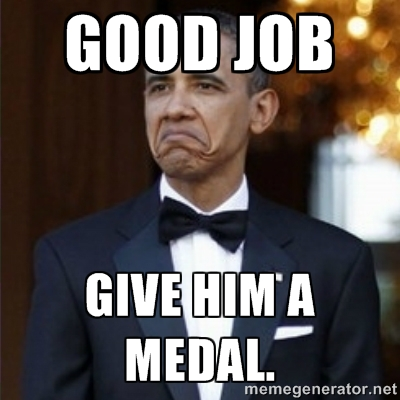 GOOD JOB
GIVE HIM A
MEDAL.
memegenerator.net